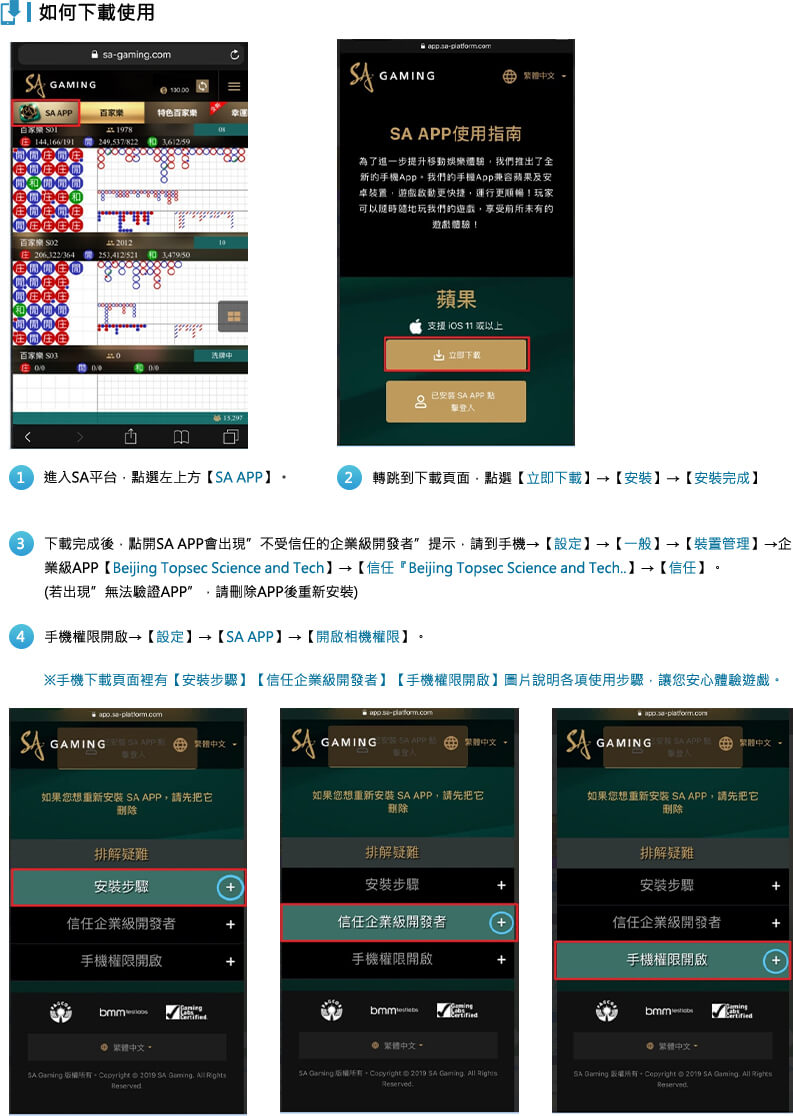 如何下載使用
sa-gaming.com
SA GAMING
100.00
SA APP
百家樂
特色百家樂
幸運
百家樂 S01
1978
08
庄 144,166/191
閒 249,537/822
和 3,612/59
百家樂 S02
2012
10
庄 206,322/364
閒 253,412/521
和 3,479/50
百家樂 S03
0
洗牌中
庄 0/0
閒 0/0
和 0/0
15,297
app.sa-platform.com
SA GAMING
繁體中文
SA APP使用指南
為了進一步提升移動娛樂體驗，我們推出了全
新的手機App。我們的手機App兼容蘋果及安
卓裝置，遊戲啟動更快捷，運行更順暢！玩家
可以隨時隨地玩我們的遊戲，享受前所未有的
遊戲體驗！
蘋果
支援 iOS 11 或以上
立即下載
已安裝 SA APP 點
擊登入
1 進入SA平台，點選左上方【SA APP】。
2 轉跳到下載頁面，點選【立即下載】→【安裝】→【安裝完成】
3 下載完成後，點開SA APP會出現”不受信任的企業級開發者”提示，請到手機→【設定】→【一般】→【裝置管理】→企
業級APP【Beijing Topsec Science and Tech】→【信任『Beijing Topsec Science and Tech..】→【信任】。
(若出現”無法驗證APP”，請刪除APP後重新安裝)
4 手機權限開啟→【設定】→【SA APP】→【開啟相機權限】。
※手機下載頁面裡有【安裝步驟】【信任企業級開發者】【手機權限開啟】圖片說明各項使用步驟，讓您安心體驗遊戲。
app.sa-platform.com
SA GAMING
已安裝 SA APP 點
擊登入
繁體中文
如果您想重新安裝 SA APP，請先把它
刪除
排解疑難
安裝步驟 +
信任企業級開發者 +
手機權限開啟 +
PAGCOR
bmm testlabs
Gaming Labs Certified
繁體中文
SA Gaming 版權所有。Copyright © 2019 SA Gaming. All Rights
Reserved.
app.sa-platform.com
SA GAMING
已安裝 SA APP 點
擊登入
繁體中文
如果您想重新安裝 SA APP，請先把它
刪除
排解疑難
安裝步驟 +
信任企業級開發者 +
手機權限開啟 +
PAGCOR
bmm testlabs
Gaming Labs Certified
繁體中文
SA Gaming 版權所有。Copyright © 2019 SA Gaming. All Rights
Reserved.
app.sa-platform.com
SA GAMING
已安裝 SA APP 點
擊登入
繁體中文
如果您想重新安裝 SA APP，請先把它
刪除
排解疑難
安裝步驟 +
信任企業級開發者 +
手機權限開啟 +
PAGCOR
bmm testlabs
Gaming Labs Certified
繁體中文
SA Gaming 版權所有。Copyright © 2019 SA Gaming. All Rights
Reserved.